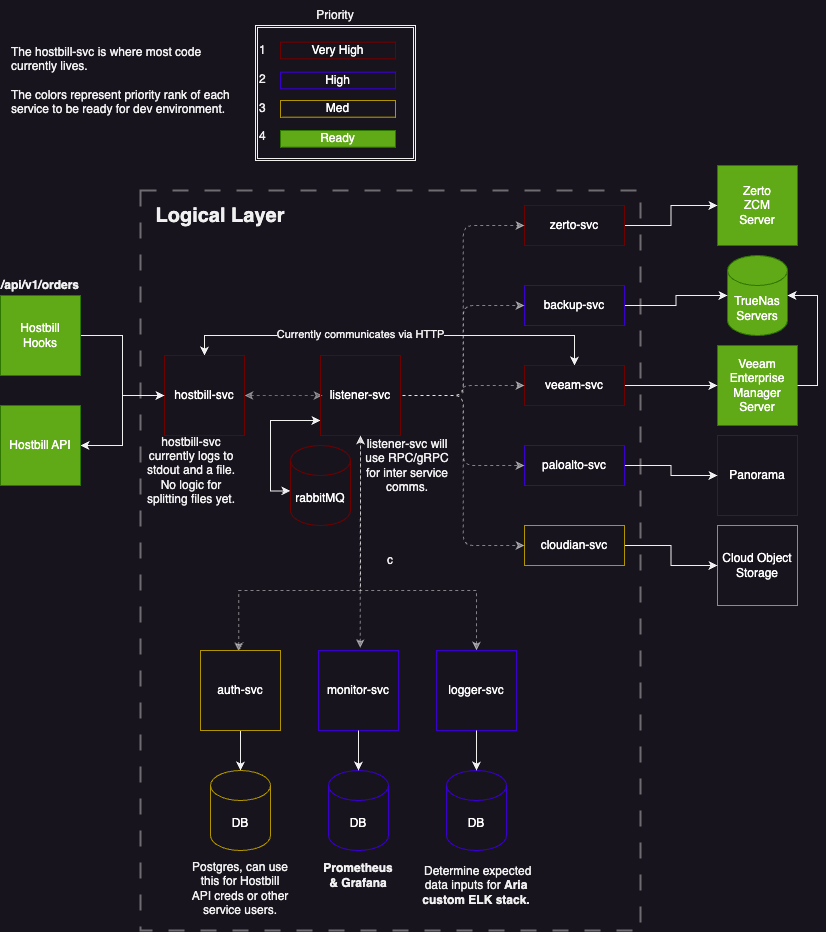 Priority
The hostbill-svc is where most code
currently lives.
The colors represent priority rank of each
service to be ready for dev environment.
1
Very High
2
High
3
Med
4
Ready
Logical Layer
zerto-svc
Zerto
ZCM
Server
/api/v1/orders
Hostbill
Hooks
backup-svc
TrueNas
Servers
Currently communicates via HTTP
hostbill-svc
listener-svc
veeam-svc
Veeam
Enterprise
Manager
Server
Hostbill API
hostbill-svc
currently logs to
stdout and a file.
No logic for
splitting files yet.
listener-svc will
use RPC/gRPC
for inter service
comms.
rabbitMQ
paloalto-svc
Panorama
cloudian-svc
Cloud Object
Storage
c
auth-svc
monitor-svc
logger-svc
DB
DB
DB
Postgres, can use
this for Hostbill
API creds or other
service users.
Prometheus
& Grafana
Determine expected
data inputs for Aria
custom ELK stack.